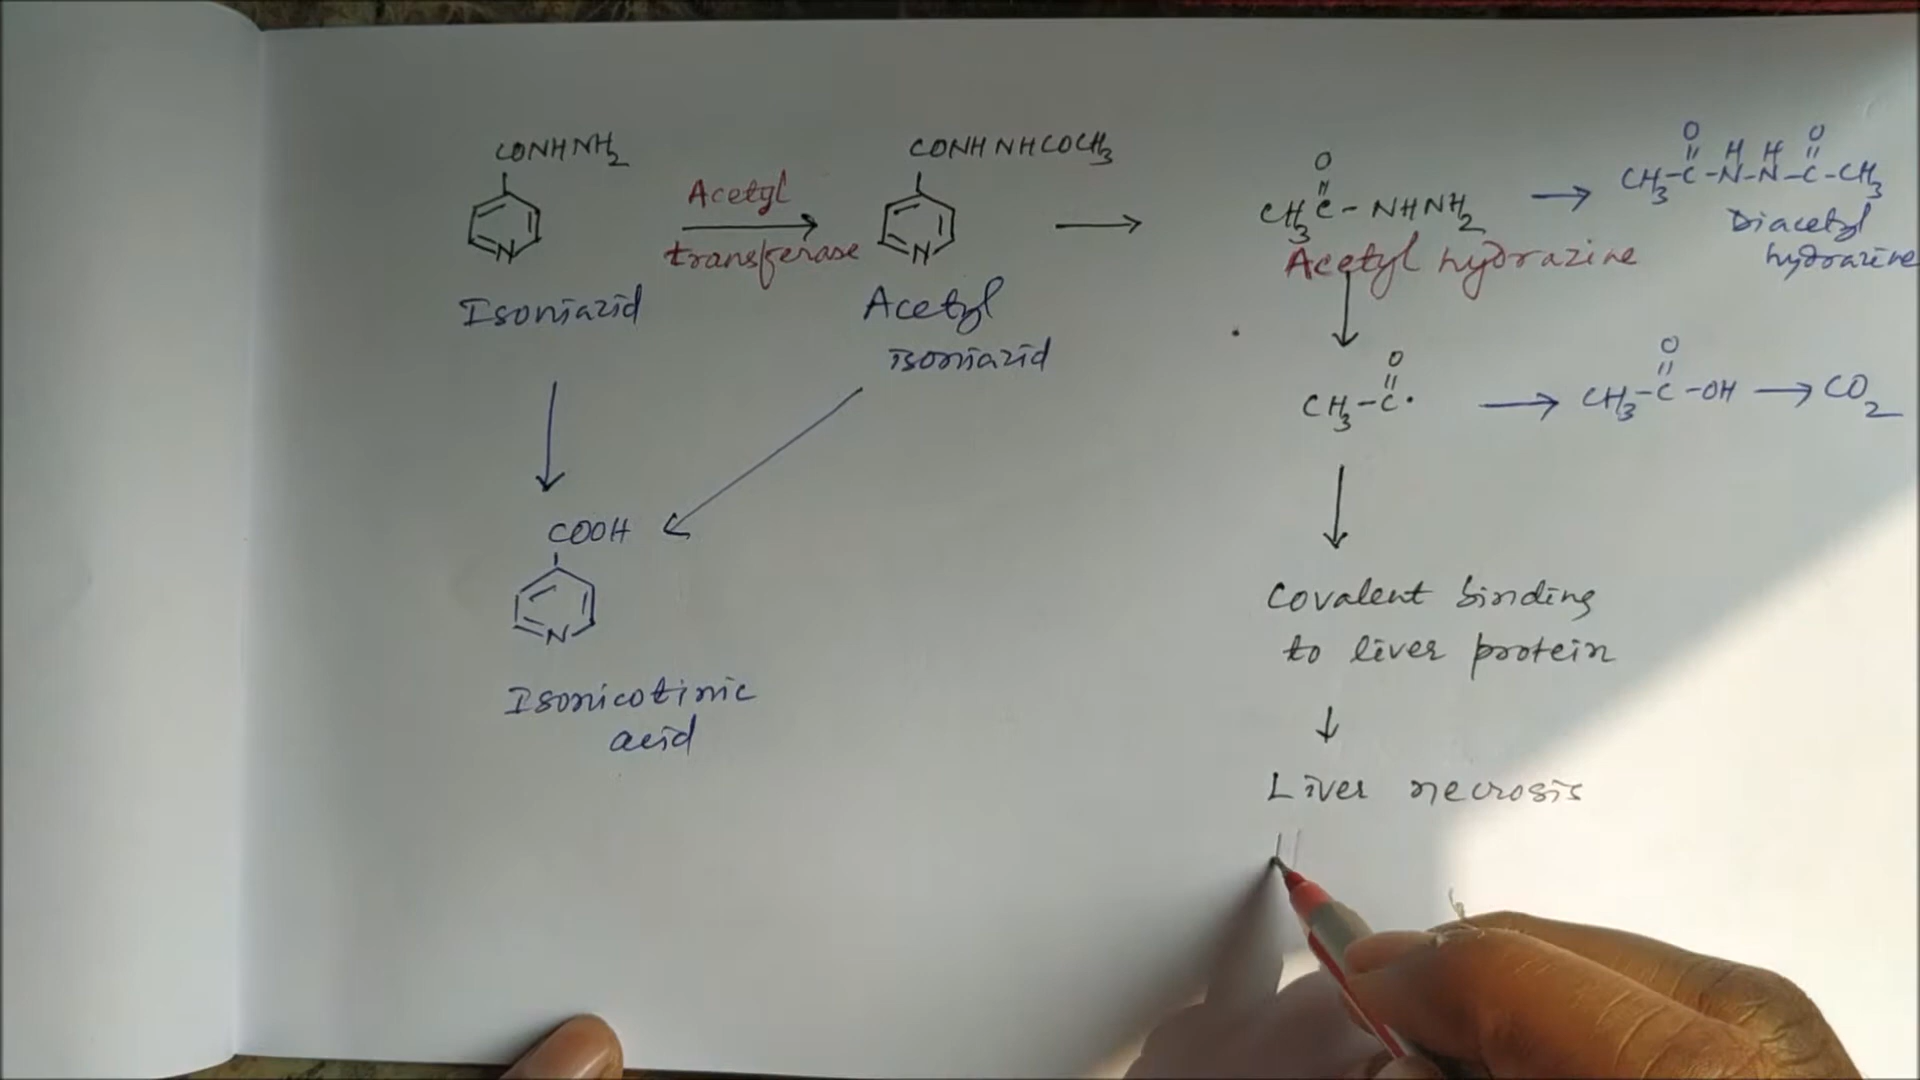 CONHNH2
N
Isoniazid
Acetyl
transferase
CONHNHCOCH3
N
Acetyl
isoniazid
O
CH3 C - NHNH2
Acetyl hydrazine
O H H O
CH3-C-N-N-C-CH3
Diacetyl
hydrazine
O
CH3-C•
O
CH3-C-OH
CO2
COOH
N
Isonicotinic
acid
Covalent binding
to liver protein
Liver necrosis